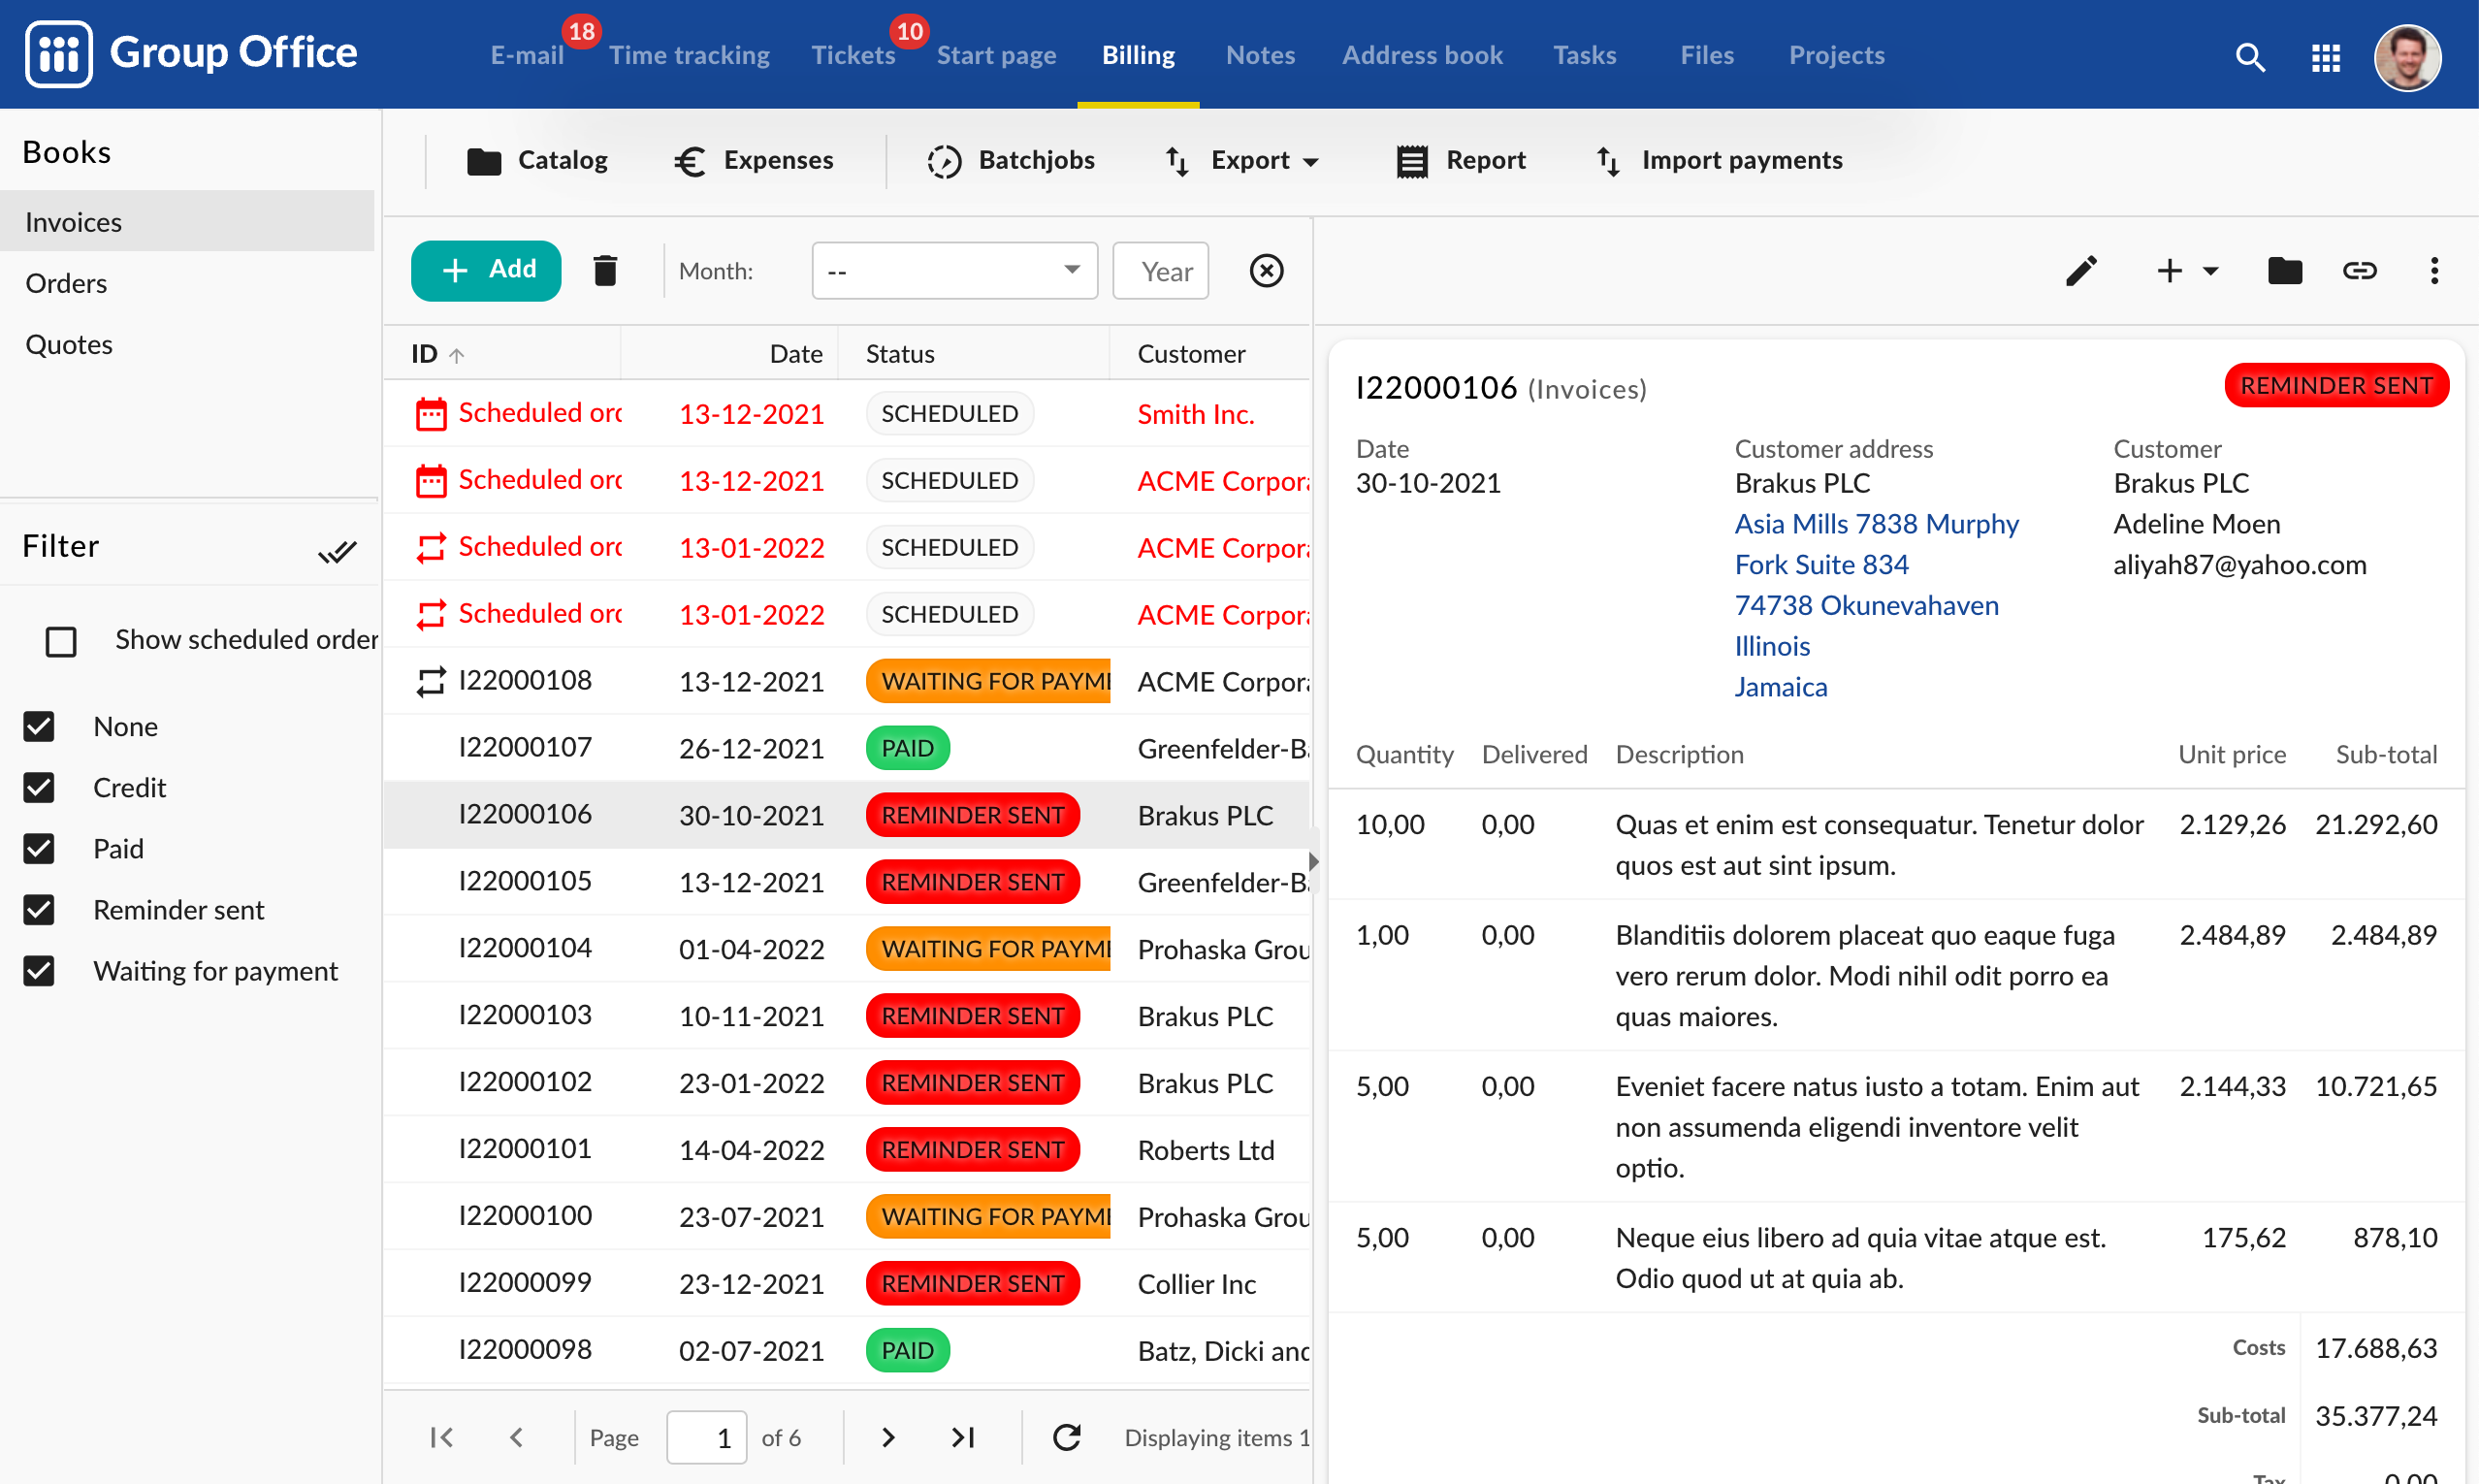 Group Office
E-mail 18 Time tracking Tickets 10 Start page Billing Notes Address book Tasks Files Projects
Books
Invoices
Orders
Quotes
Filter
Show scheduled order
None
Credit
Paid
Reminder sent
Waiting for payment
Catalog Expenses Batchjobs Export Report Import payments
Add Month: -- Year
ID Date Status Customer
Scheduled orc 13-12-2021 SCHEDULED Smith Inc.
Scheduled orc 13-12-2021 SCHEDULED ACME Corpora
Scheduled orc 13-01-2022 SCHEDULED ACME Corpora
Scheduled orc 13-01-2022 SCHEDULED ACME Corpora
I22000108 13-12-2021 WAITING FOR PAYME ACME Corpora
I22000107 26-12-2021 PAID Greenfelder-Ba
I22000106 30-10-2021 REMINDER SENT Brakus PLC
I22000105 13-12-2021 REMINDER SENT Greenfelder-Ba
I22000104 01-04-2022 WAITING FOR PAYME Prohaska Grou
I22000103 10-11-2021 REMINDER SENT Brakus PLC
I22000102 23-01-2022 REMINDER SENT Brakus PLC
I22000101 14-04-2022 REMINDER SENT Roberts Ltd
I22000100 23-07-2021 WAITING FOR PAYME Prohaska Grou
I22000099 23-12-2021 REMINDER SENT Collier Inc
I22000098 02-07-2021 PAID Batz, Dicki and
Page 1 of 6 Displaying items 1
I22000106 (Invoices) REMINDER SENT
Date
30-10-2021
Customer address
Brakus PLC
Asia Mills 7838 Murphy
Fork Suite 834
74738 Okunevahaven
Illinois
Jamaica
Customer
Brakus PLC
Adeline Moen
aliyah87@yahoo.com
Quantity Delivered Description Unit price Sub-total
10,00 0,00 Quas et enim est consequatur. Tenetur dolor 2.129,26 21.292,60
quos est aut sint ipsum.
1,00 0,00 Blanditiis dolorem placeat quo eaque fuga 2.484,89 2.484,89
vero rerum dolor. Modi nihil odit porro ea
quas maiores.
5,00 0,00 Eveniet facere natus iusto a totam. Enim aut 2.144,33 10.721,65
non assumenda eligendi inventore velit
optio.
5,00 0,00 Neque eius libero ad quia vitae atque est. 175,62 878,10
Odio quod ut at quia ab.
Costs 17.688,63
Sub-total 35.377,24
Tax 0,00